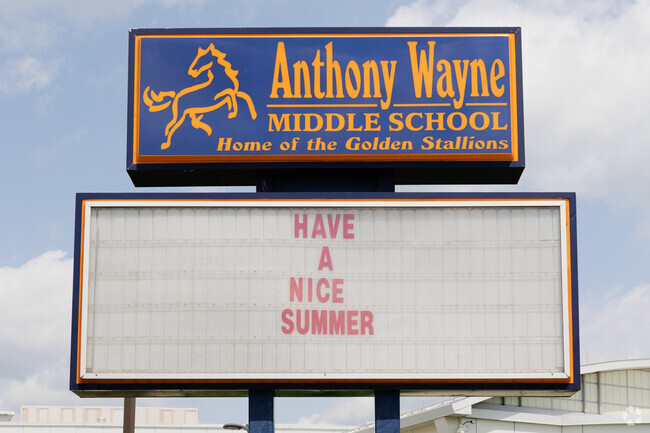 Anthony Wayne
MIDDLE SCHOOL
Home of the Golden Stallions
HAVE
A
NICE
SUMMER